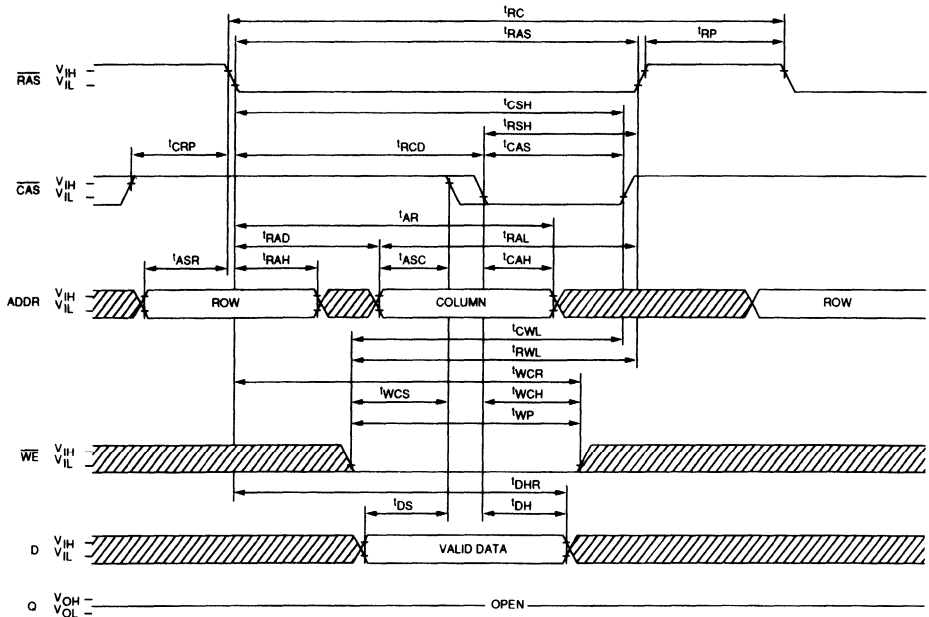 tRC
tRAS
tRP
RAS VIH
VIL
tCSH
tRSH
tCRP
tRCD
tCAS
CAS VIH
VIL
tAR
tRAD
tRAL
tASR
tRAH
tASC
tCAH
ADDR VIH
VIL
ROW
COLUMN
ROW
tCWL
tRWL
tWCR
tWCS
tWCH
tWP
WE VIH
VIL
tDHR
tDS
tDH
D VIH
VIL
VALID DATA
Q VOH
VOL
OPEN